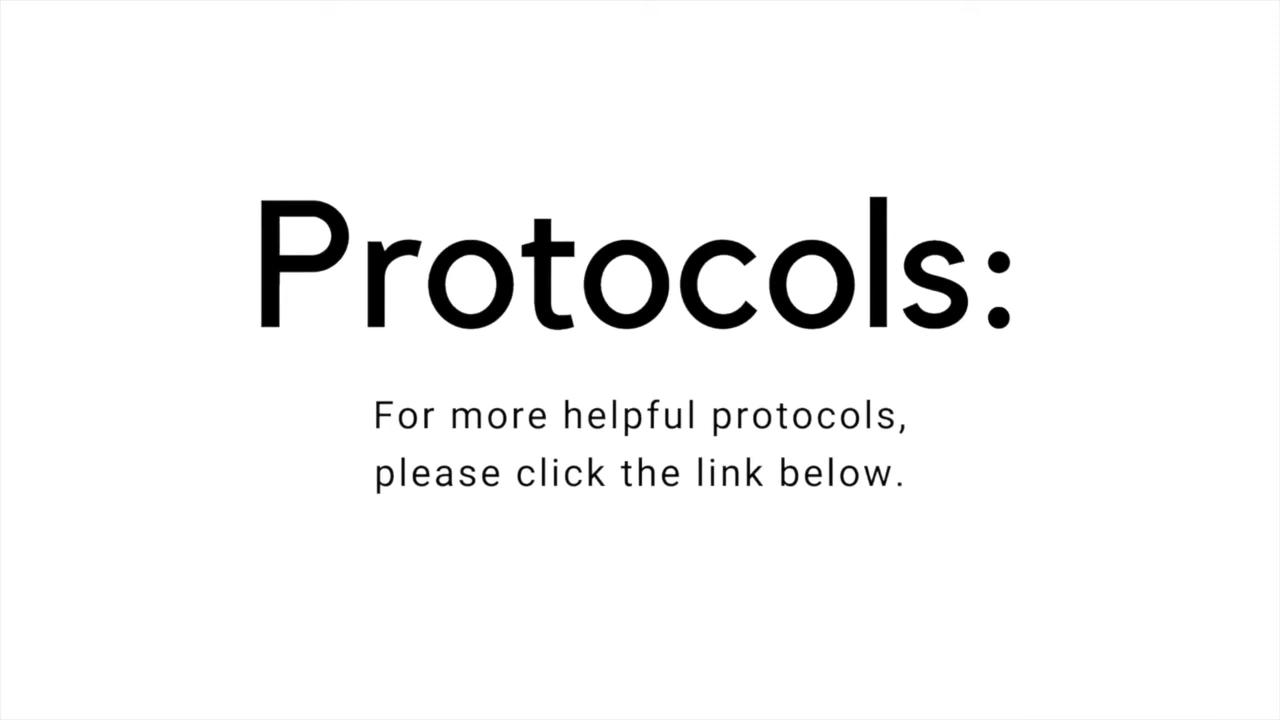 Protocols:
For more helpful protocols,
please click the link below.